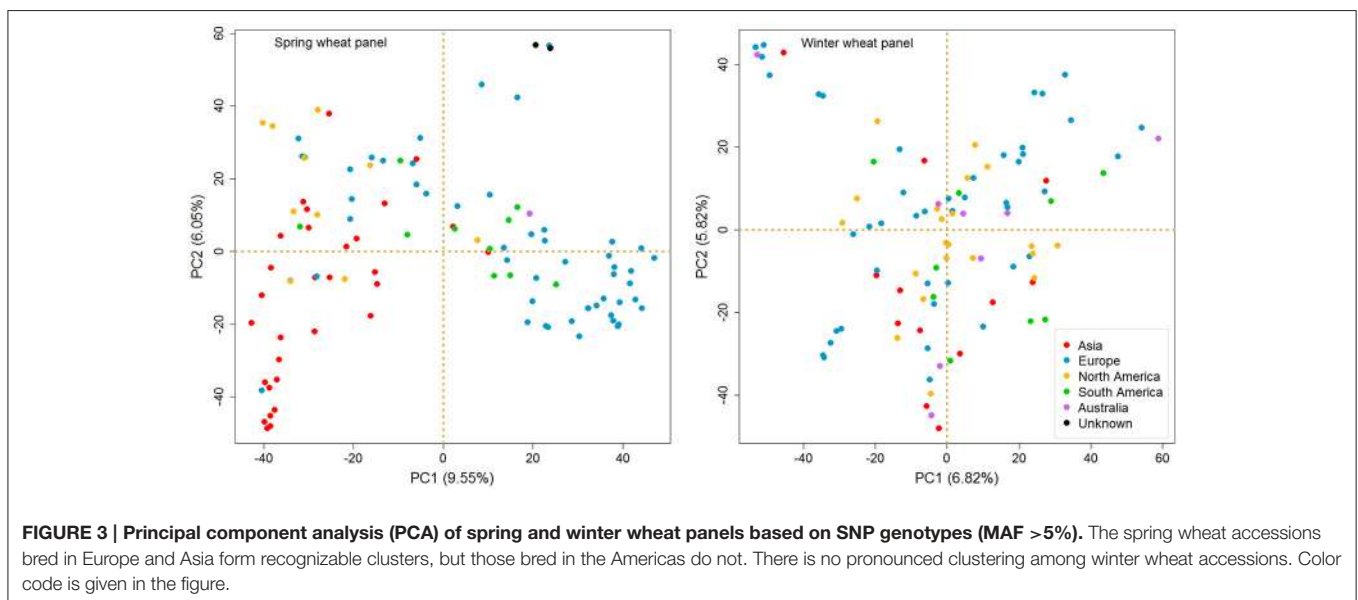 Spring wheat panel
60
40
20
0
-20
-40
PC2 (6.05%)
-40
-20
0
20
40
PC1 (9.55%)
Winter wheat panel
40
20
0
-20
-40
PC2 (5.82%)
-40
-20
0
20
40
60
PC1 (6.82%)
Asia
Europe
North America
South America
Australia
Unknown
FIGURE 3 | Principal component analysis (PCA) of spring and winter wheat panels based on SNP genotypes (MAF >5%). The spring wheat accessions
bred in Europe and Asia form recognizable clusters, but those bred in the Americas do not. There is no pronounced clustering among winter wheat accessions. Color
code is given in the figure.